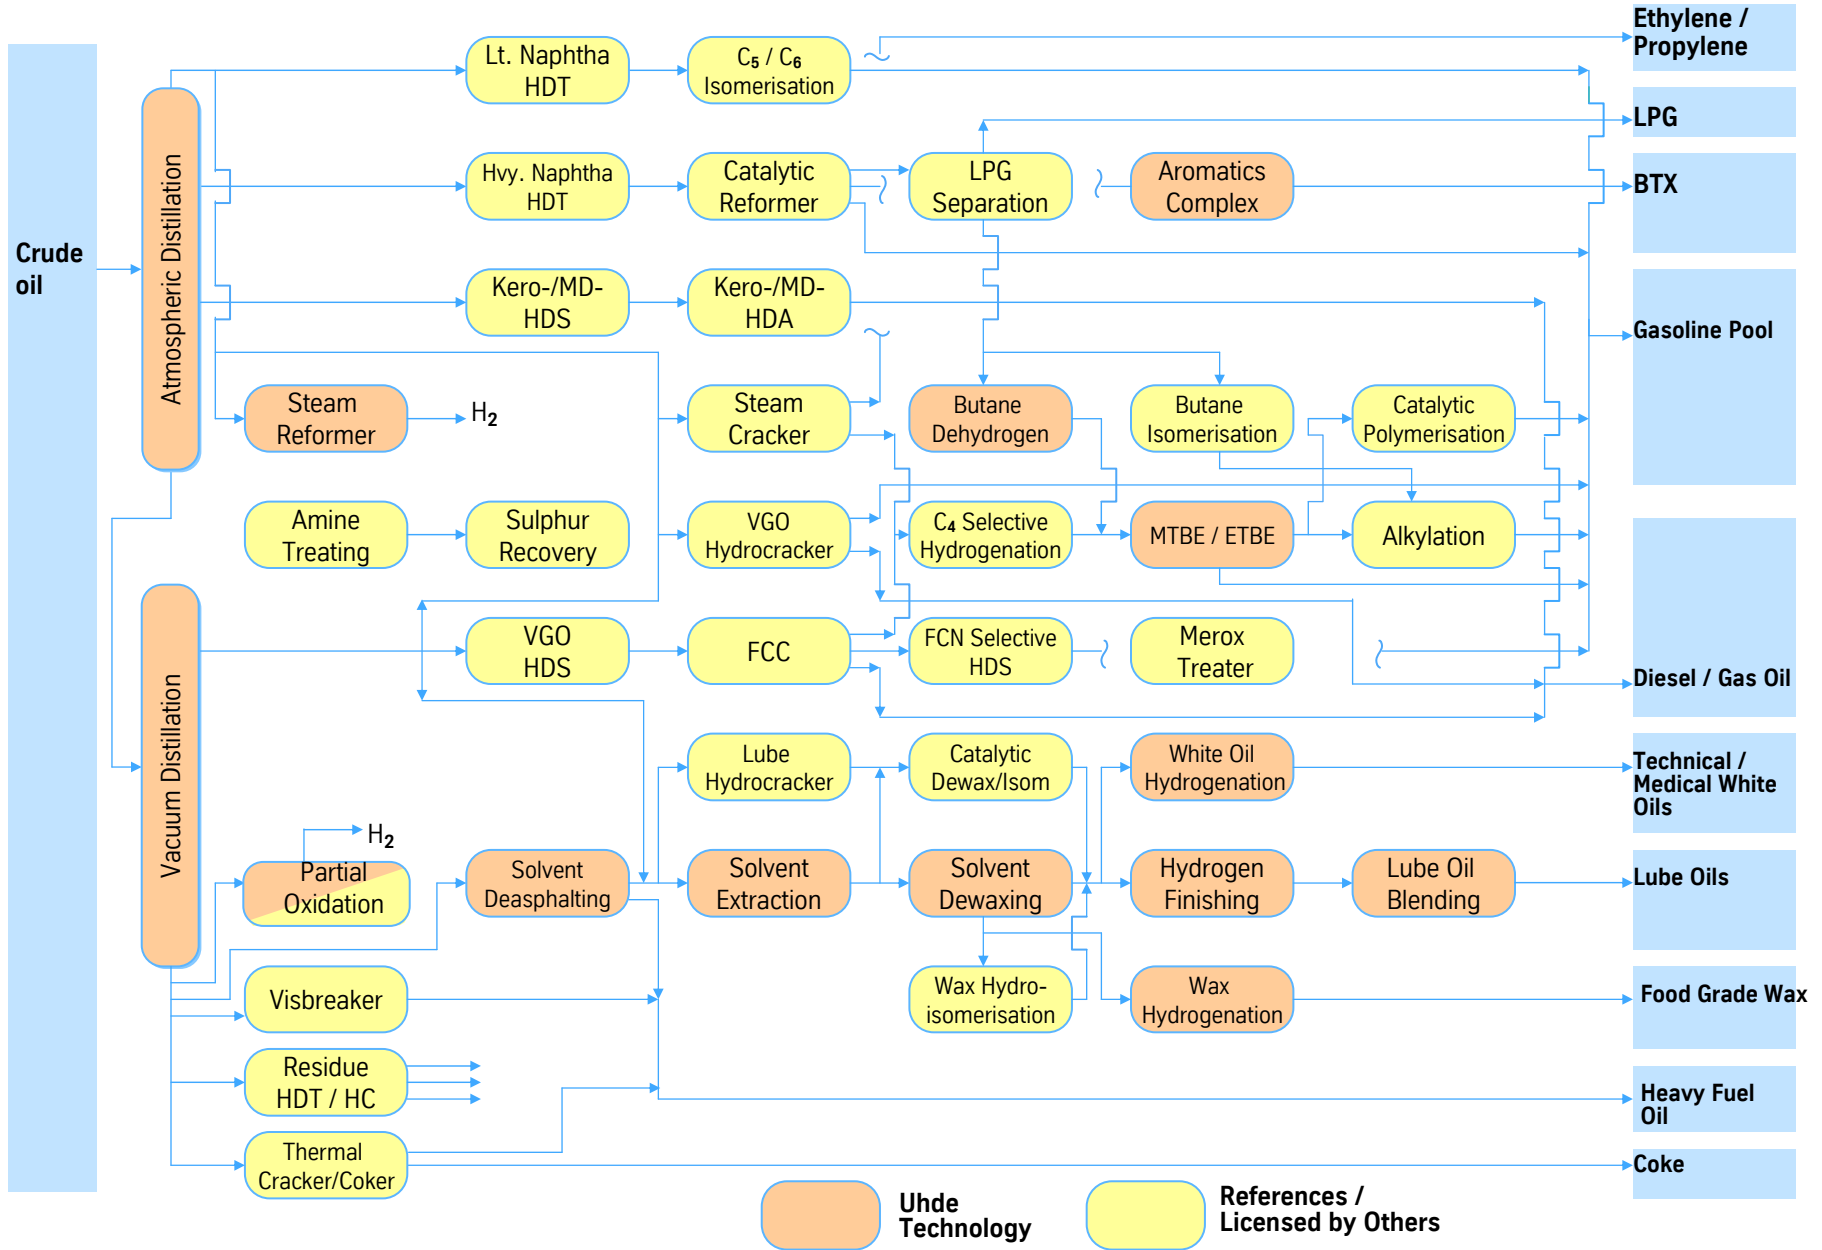 Crude
oil
Atmospheric Distillation
Vacuum Distillation
Lt. Naphtha
HDT
C5 / C6
Isomerisation
Ethylene /
Propylene
LPG
Hvy. Naphtha
HDT
Catalytic
Reformer
LPG
Separation
Aromatics
Complex
BTX
Kero-/MD-
HDS
Kero-/MD-
HDA
Gasoline Pool
Steam
Reformer
H2
Steam
Cracker
Butane
Dehydrogen
Butane
Isomerisation
Catalytic
Polymerisation
Amine
Treating
Sulphur
Recovery
VGO
Hydrocracker
C4 Selective
Hydrogenation
MTBE / ETBE
Alkylation
VGO
HDS
FCC
FCN Selective
HDS
Merox
Treater
Diesel / Gas Oil
Lube
Hydrocracker
Catalytic
Dewax/Isom
White Oil
Hydrogenation
Technical /
Medical White
Oils
H2
Partial
Oxidation
Solvent
Deasphalting
Solvent
Extraction
Solvent
Dewaxing
Hydrogen
Finishing
Lube Oil
Blending
Lube Oils
Visbreaker
Wax Hydro-
isomerisation
Wax
Hydrogenation
Food Grade Wax
Residue
HDT / HC
Heavy Fuel
Oil
Thermal
Cracker/Coker
Coke
Uhde
Technology
References /
Licensed by Others